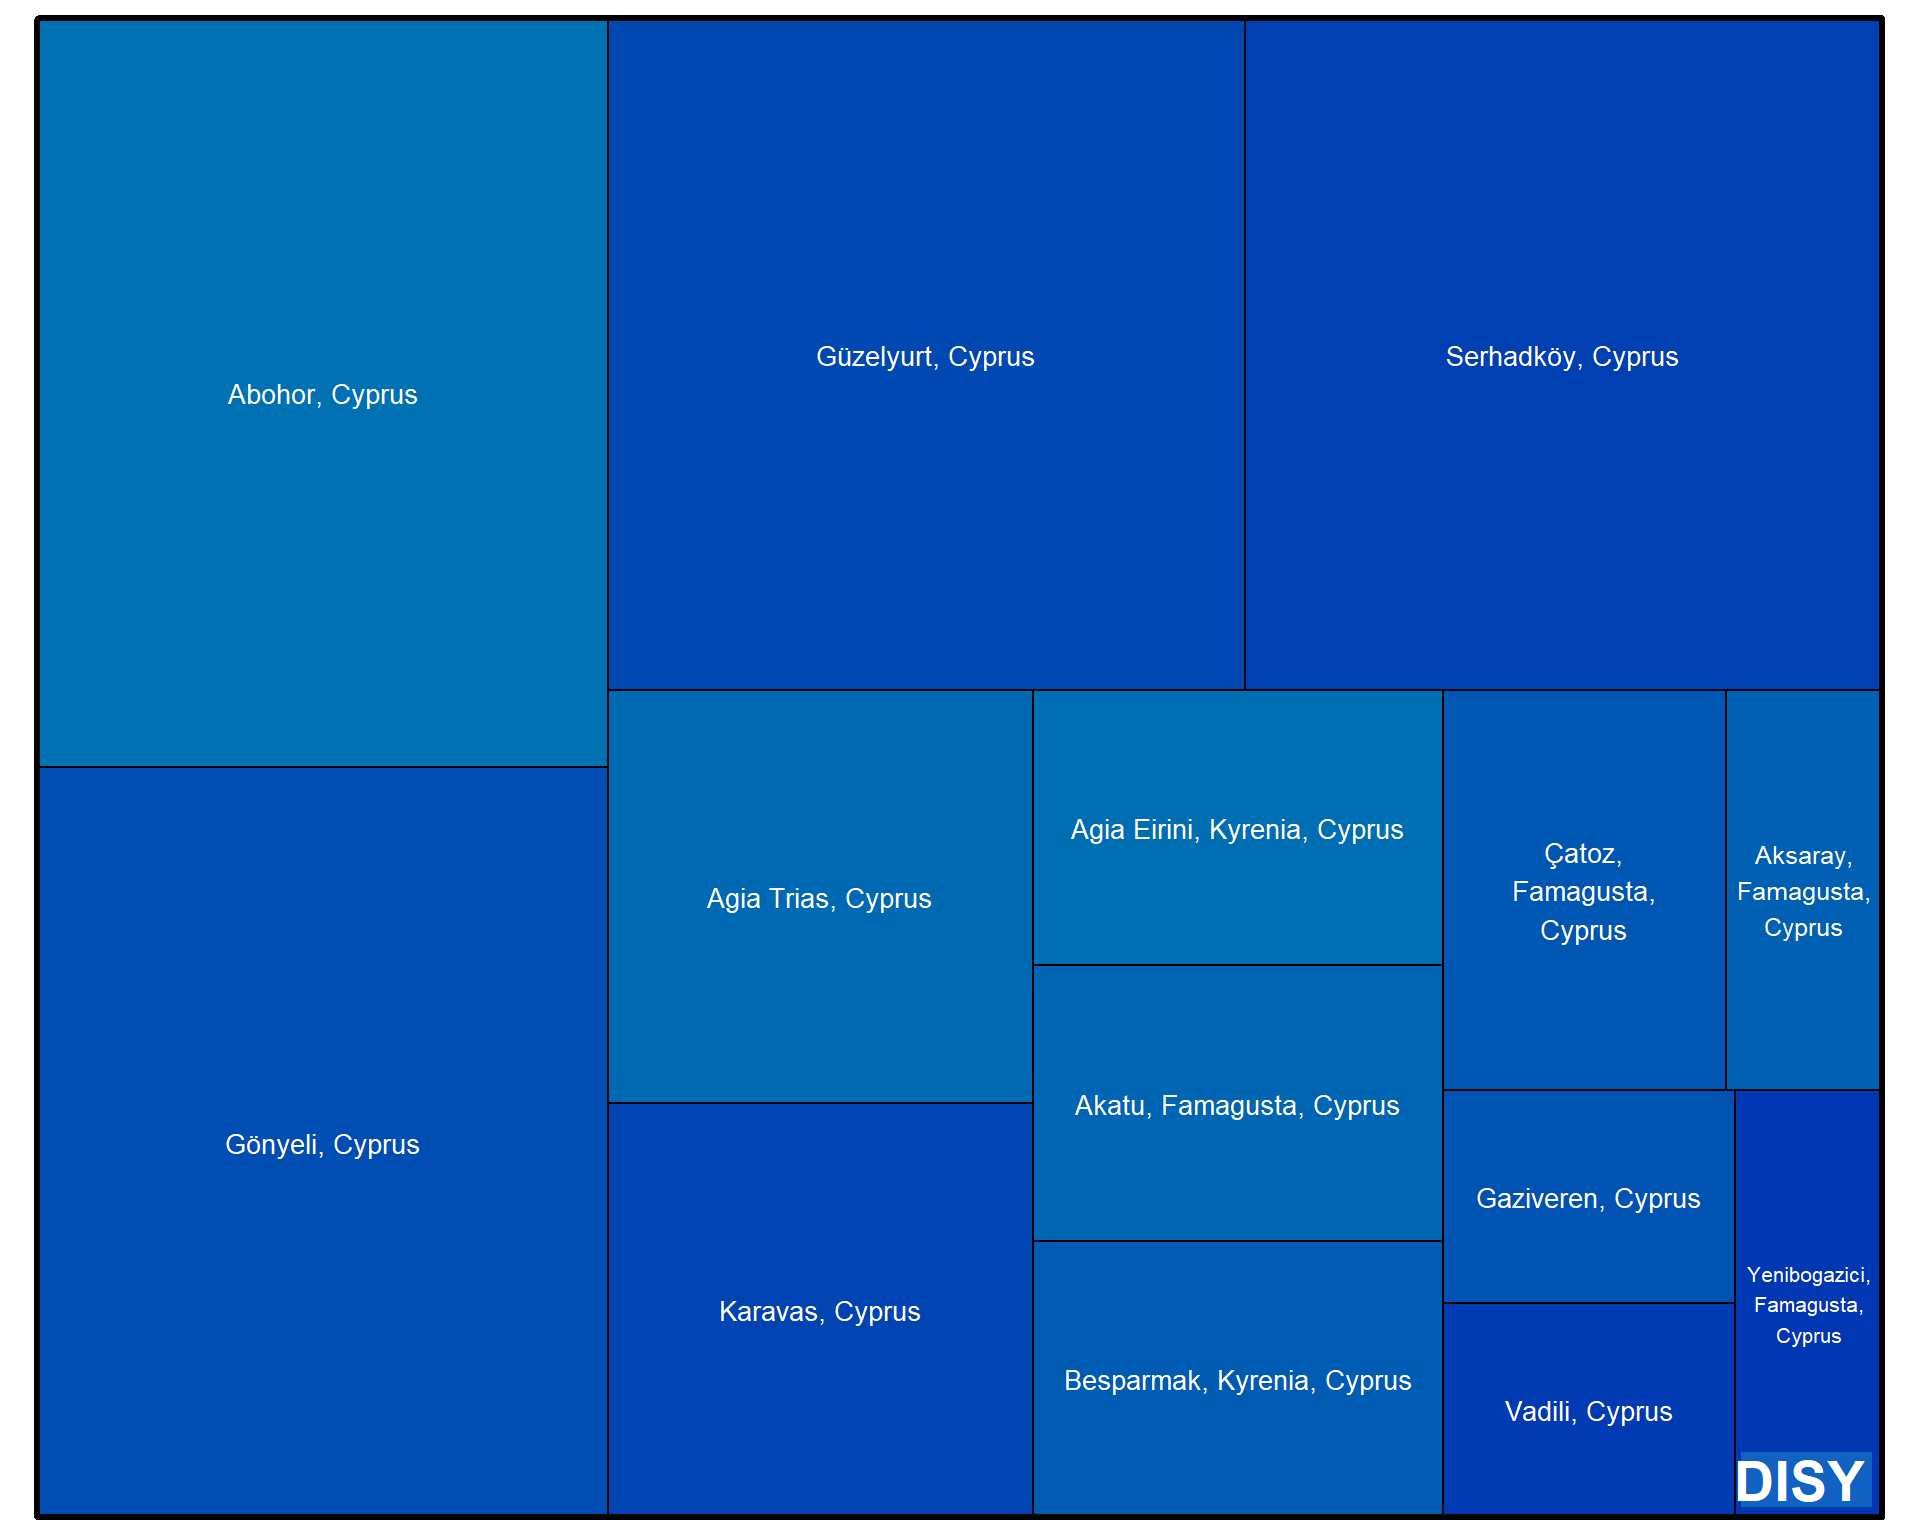 Abohor, Cyprus
Güzelyurt, Cyprus
Serhadköy, Cyprus
Gönyeli, Cyprus
Agia Trias, Cyprus
Karavas, Cyprus
Agia Eirini, Kyrenia, Cyprus
Akatu, Famagusta, Cyprus
Besparmak, Kyrenia, Cyprus
Çatoz,
Famagusta,
Cyprus
Aksaray,
Famagusta,
Cyprus
Gaziveren, Cyprus
Vadili, Cyprus
Yenibogazici,
Famagusta,
Cyprus
DISY